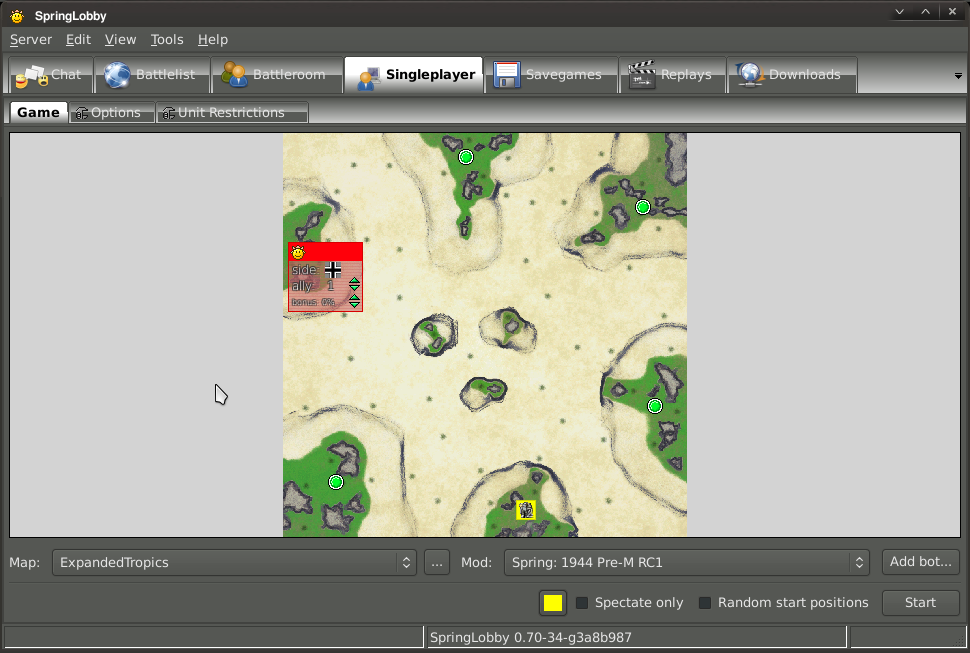 SpringLobby
Server Edit View Tools Help
Chat Battlelist Battleroom Singleplayer Savegames Replays Downloads
Game Options Unit Restrictions
side:
ally: 1
bonus: 0%
Map: ExpandedTropics ... Mod: Spring: 1944 Pre-M RC1 Add bot...
Spectate only Random start positions Start
SpringLobby 0.70-34-g3a8b987